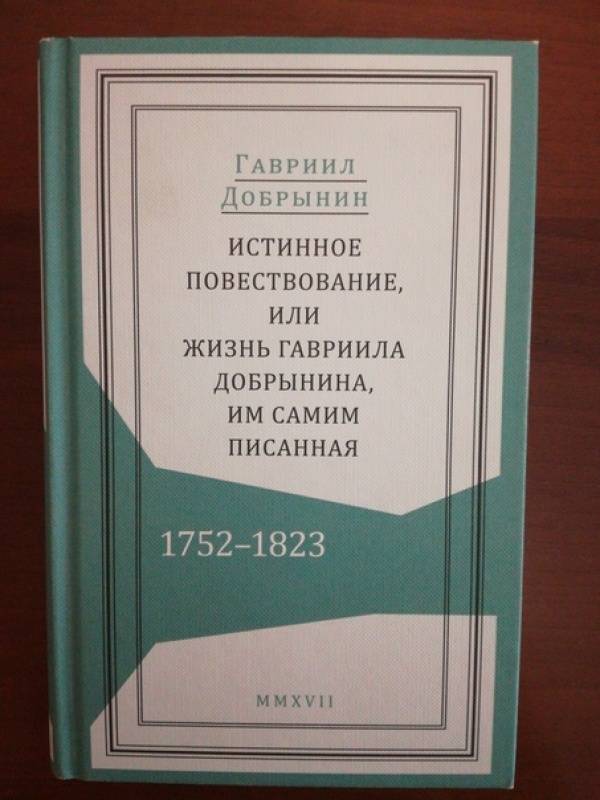 Гавриил
Добрынин
ИСТИННОЕ
ПОВЕСТВОВАНИЕ,
ИЛИ
ЖИЗНЬ ГАВРИИЛА
ДОБРЫНИНА,
ИМ САМИМ
ПИСАННАЯ
1752–1823
MMXVII